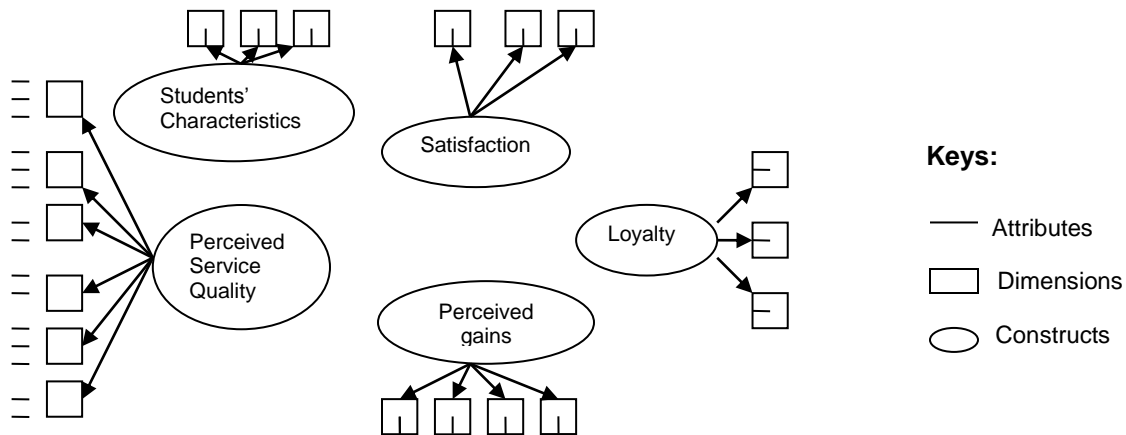 Students'
Characteristics
Satisfaction
Perceived
Service
Quality
Loyalty
Perceived
gains
Keys:
Attributes
Dimensions
Constructs